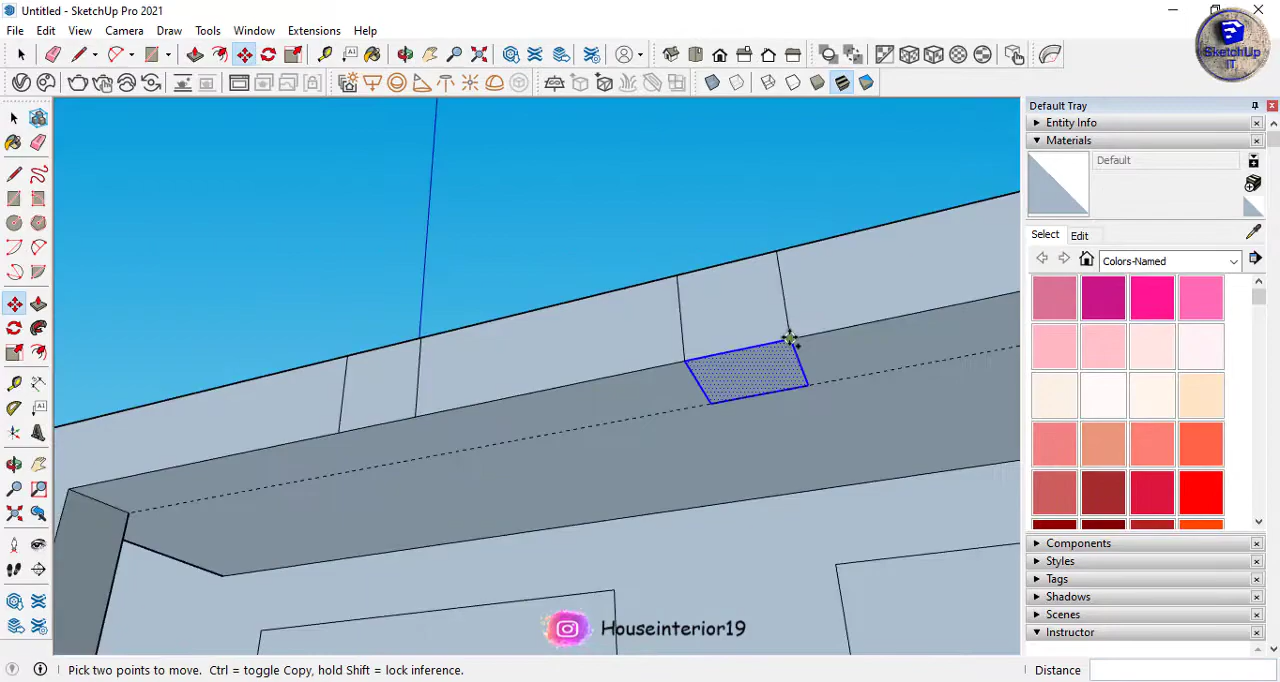 Untitled - SketchUp Pro 2021
File Edit View Camera Draw Tools Window Extensions Help
SketchUp
IT
Default Tray
Entity Info
Materials
Default
Select Edit
Colors-Named
Components
Styles
Tags
Shadows
Scenes
Instructor
Houseinterior19
Pick two points to move. Ctrl = toggle Copy, hold Shift = lock inference.
Distance